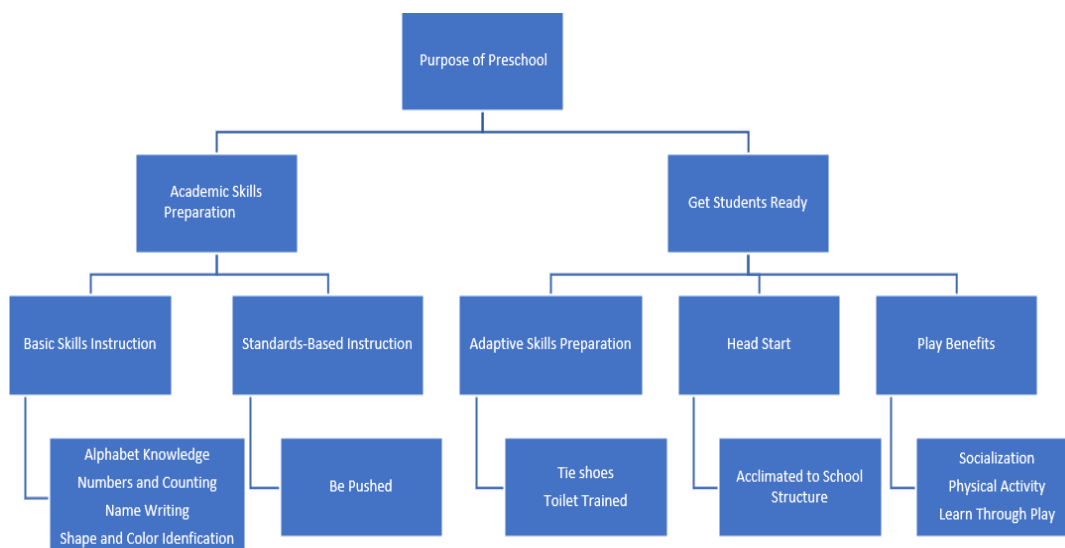 Purpose of Preschool
Academic Skills
Preparation
Get Students Ready
Basic Skills Instruction
Standards-Based Instruction
Adaptive Skills Preparation
Head Start
Play Benefits
Alphabet Knowledge
Numbers and Counting
Name Writing
Shape and Color Idenfication
Be Pushed
Tie shoes
Toilet Trained
Acclimated to School
Structure
Socialization
Physical Activity
Learn Through Play